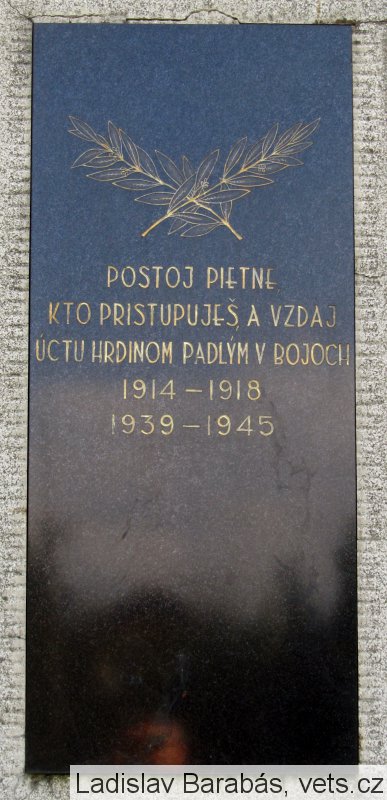 POSTOJ PIETNE,
KTO PRISTUPUJEŠ, A VZDAJ
ÚCTU HRDINOM, PADLÝM V BOJOCH
1914 – 1918
1939 – 1945
Ladislav Barabás, vets.cz